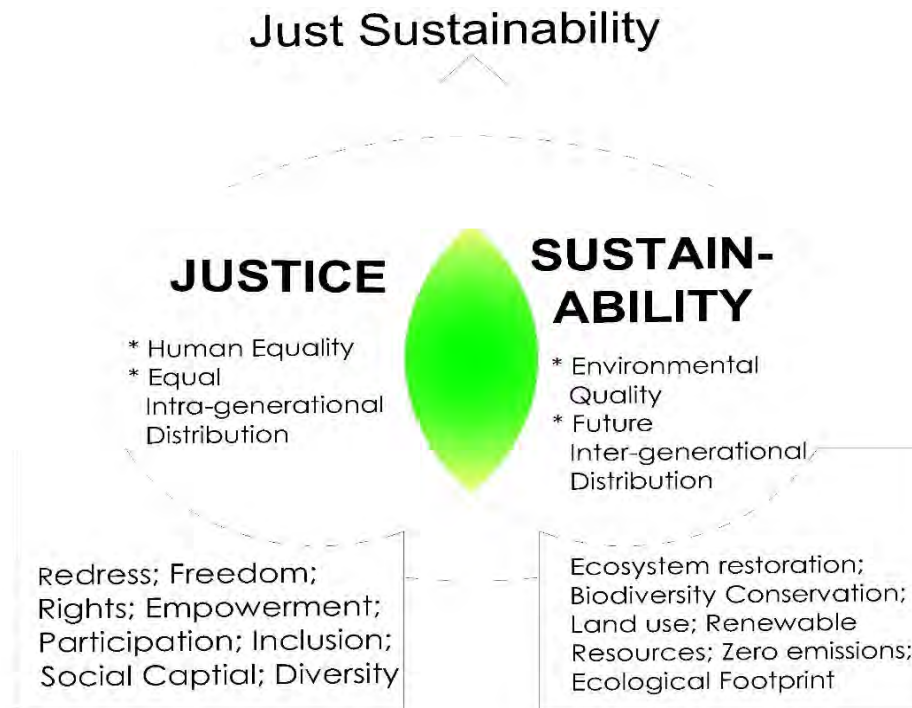 Just Sustainability
JUSTICE
* Human Equality
* Equal
Intra-generational
Distribution
SUSTAIN-
ABILITY
* Environmental
Quality
* Future
Inter-generational
Distribution
Redress; Freedom;
Rights; Empowerment;
Participation; Inclusion;
Social Captial; Diversity
Ecosystem restoration;
Biodiversity Conservation;
Land use; Renewable
Resources; Zero emissions;
Ecological Footprint